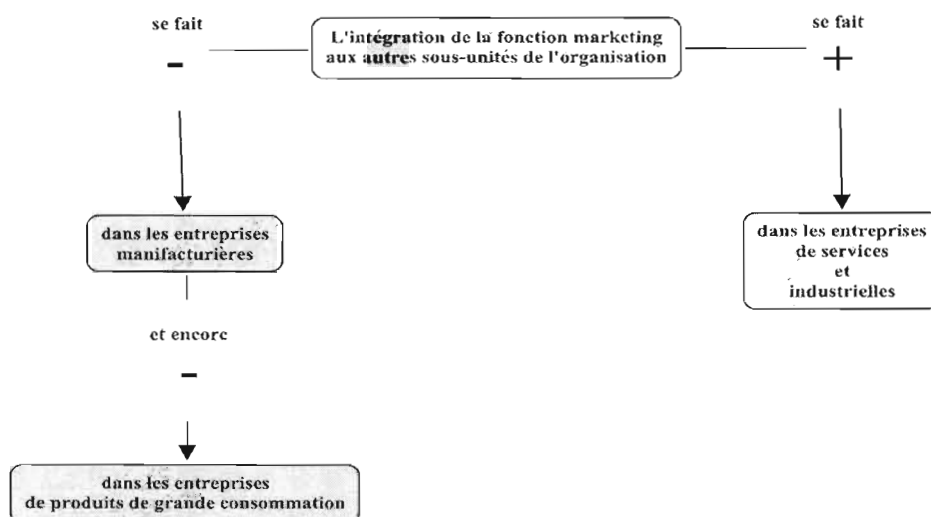 se fait
L'intégration de la fonction marketing
aux autres sous-unités de l'organisation
se fait
-
+
dans les entreprises
manifacturières
dans les entreprises
de services
et
industrielles
et encore
-
dans les entreprises
de produits de grande consommation